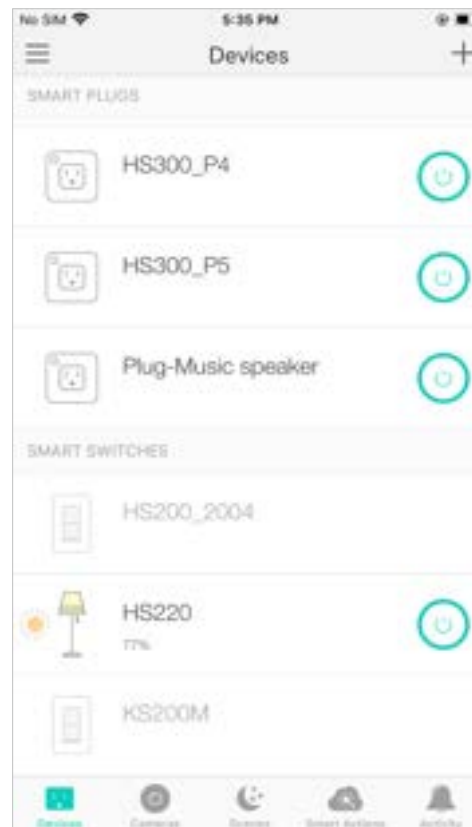 No SIM 5:35 PM
Devices
SMART PLUGS
HS300_P4
HS300_P5
Plug-Music speaker
SMART SWITCHES
HS200_2004
HS220
77%
KS200M
Devices Cameras Scenes Smart Actions Activity